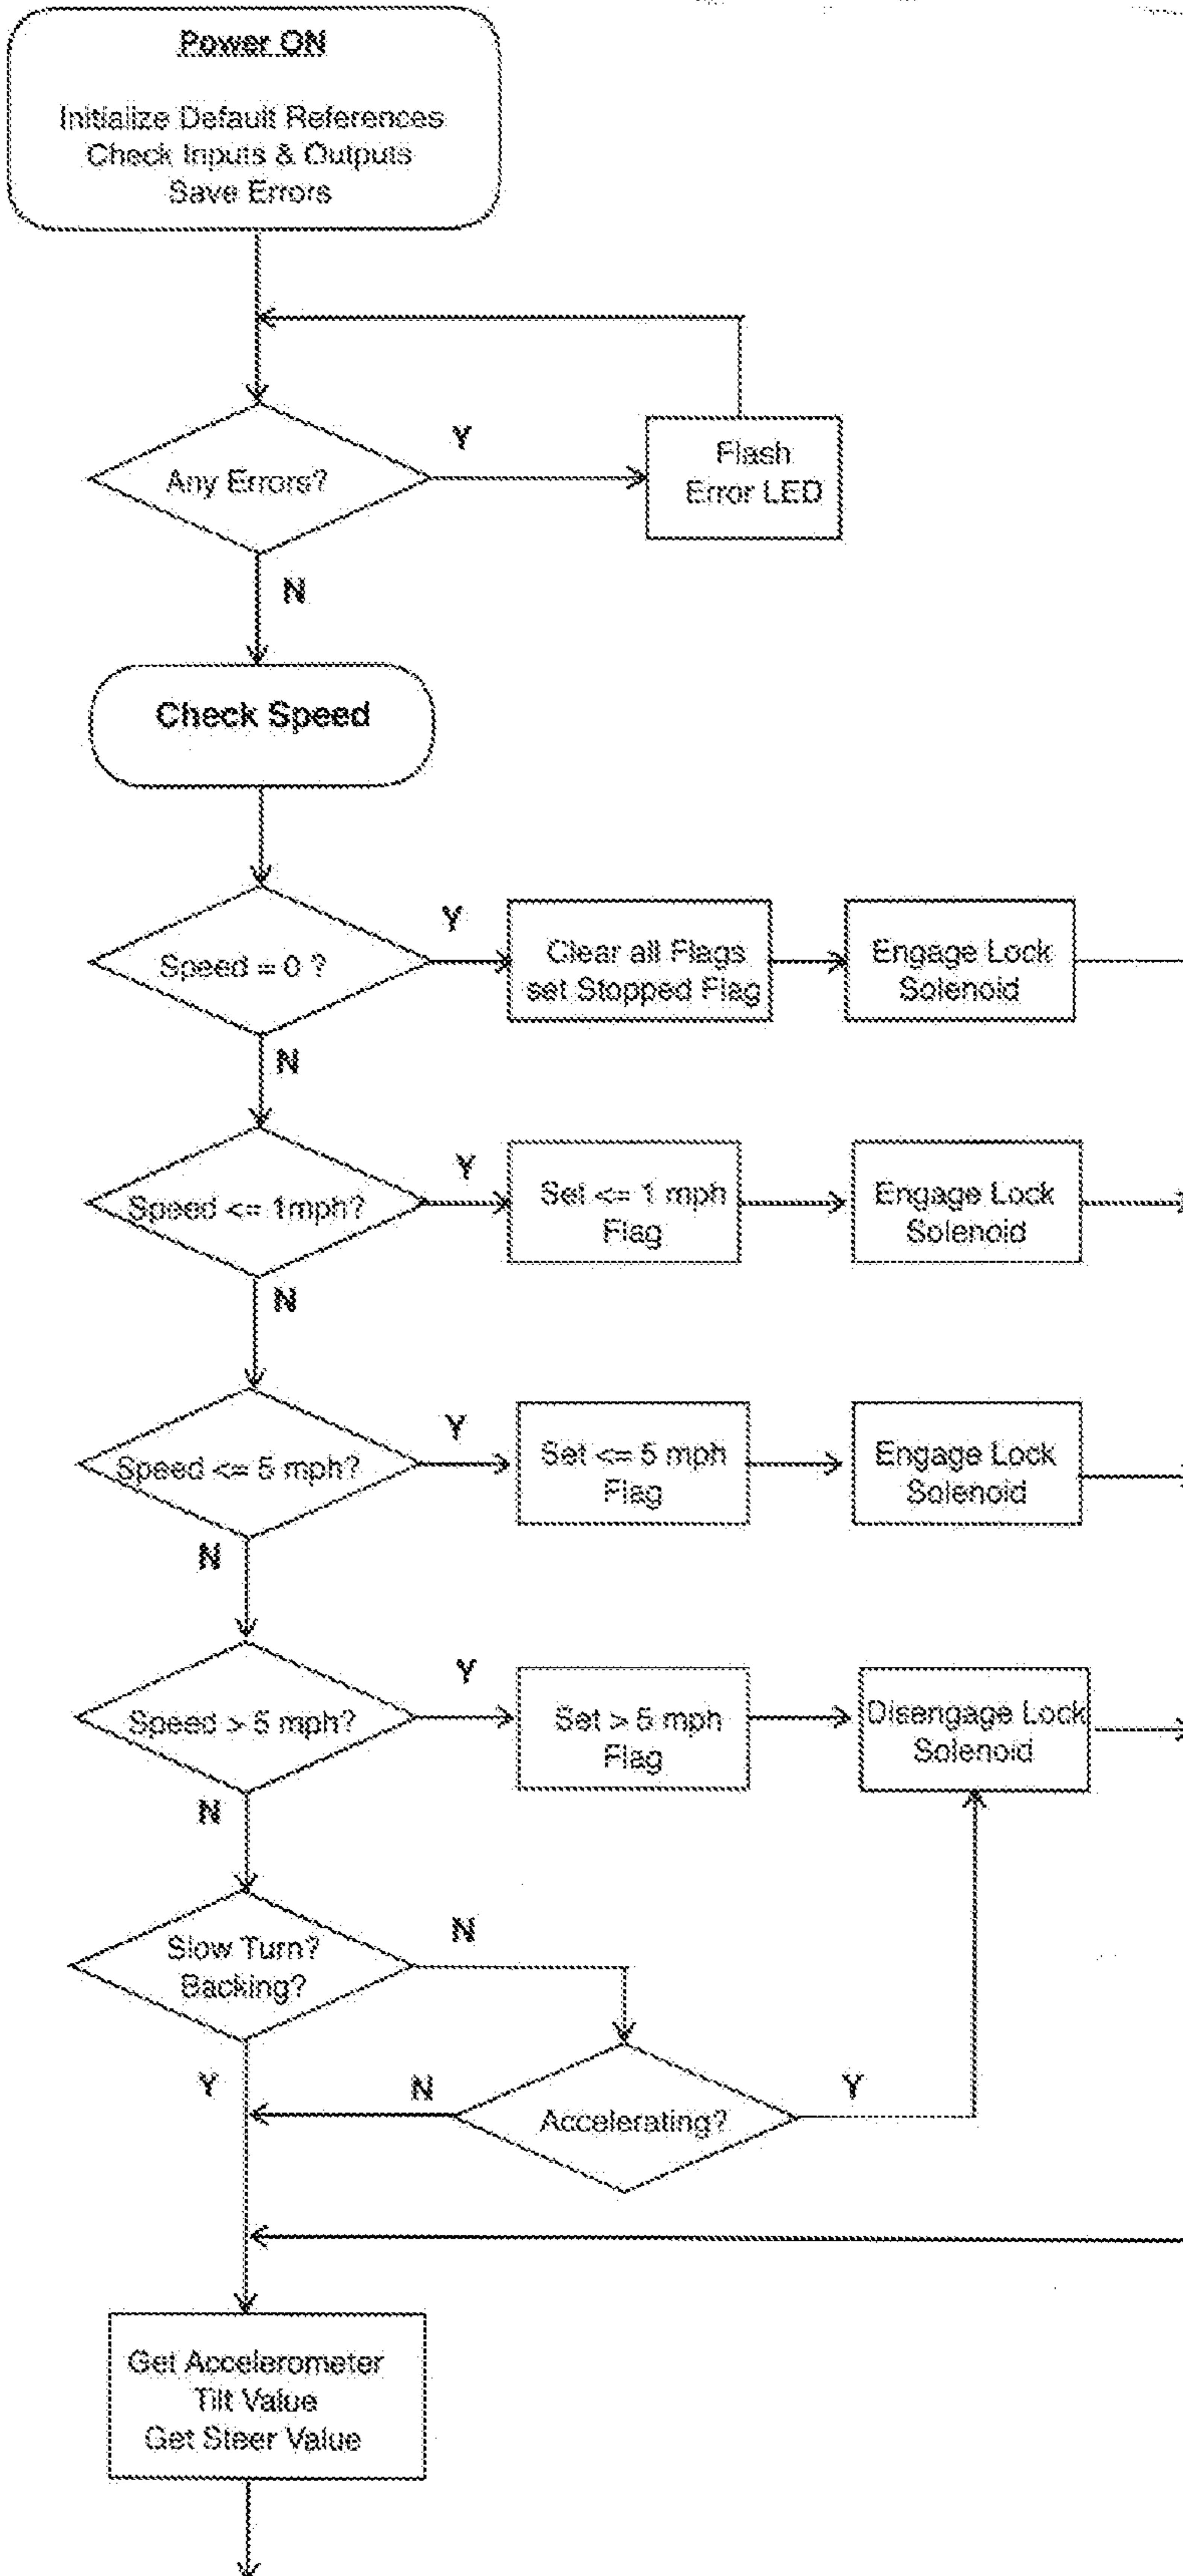 Power ON
Initialize Default References
Check Inputs & Outputs
Save Errors
Any Errors?
Y
Flash
Error LED
N
Check Speed
Speed = 0 ?
Y
Clear all Flags
set Stopped Flag
Engage Lock
Solenoid
N
Speed <= 1mph?
Y
Set <= 1 mph
Flag
Engage Lock
Solenoid
N
Speed <= 5 mph?
Y
Set <= 5 mph
Flag
Engage Lock
Solenoid
N
Speed > 5 mph?
Y
Set > 5 mph
Flag
Disengage Lock
Solenoid
N
Slow Turn?
Backing?
N
Y
N
Accelerating?
Y
Get Accelerometer
Tilt Value
Get Steer Value